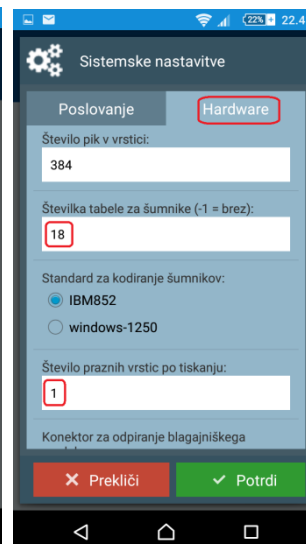 22% 22.4
Sistemske nastavitve
Poslovanje Hardware
Število pik v vrstici:
384
Številka tabele za šumnike (-1 = brez):
18
Standard za kodiranje šumnikov:
IBM852
windows-1250
Število praznih vrstic po tiskanju:
1
Konektor za odpiranje blagajniškega
Prekliči Potrdi